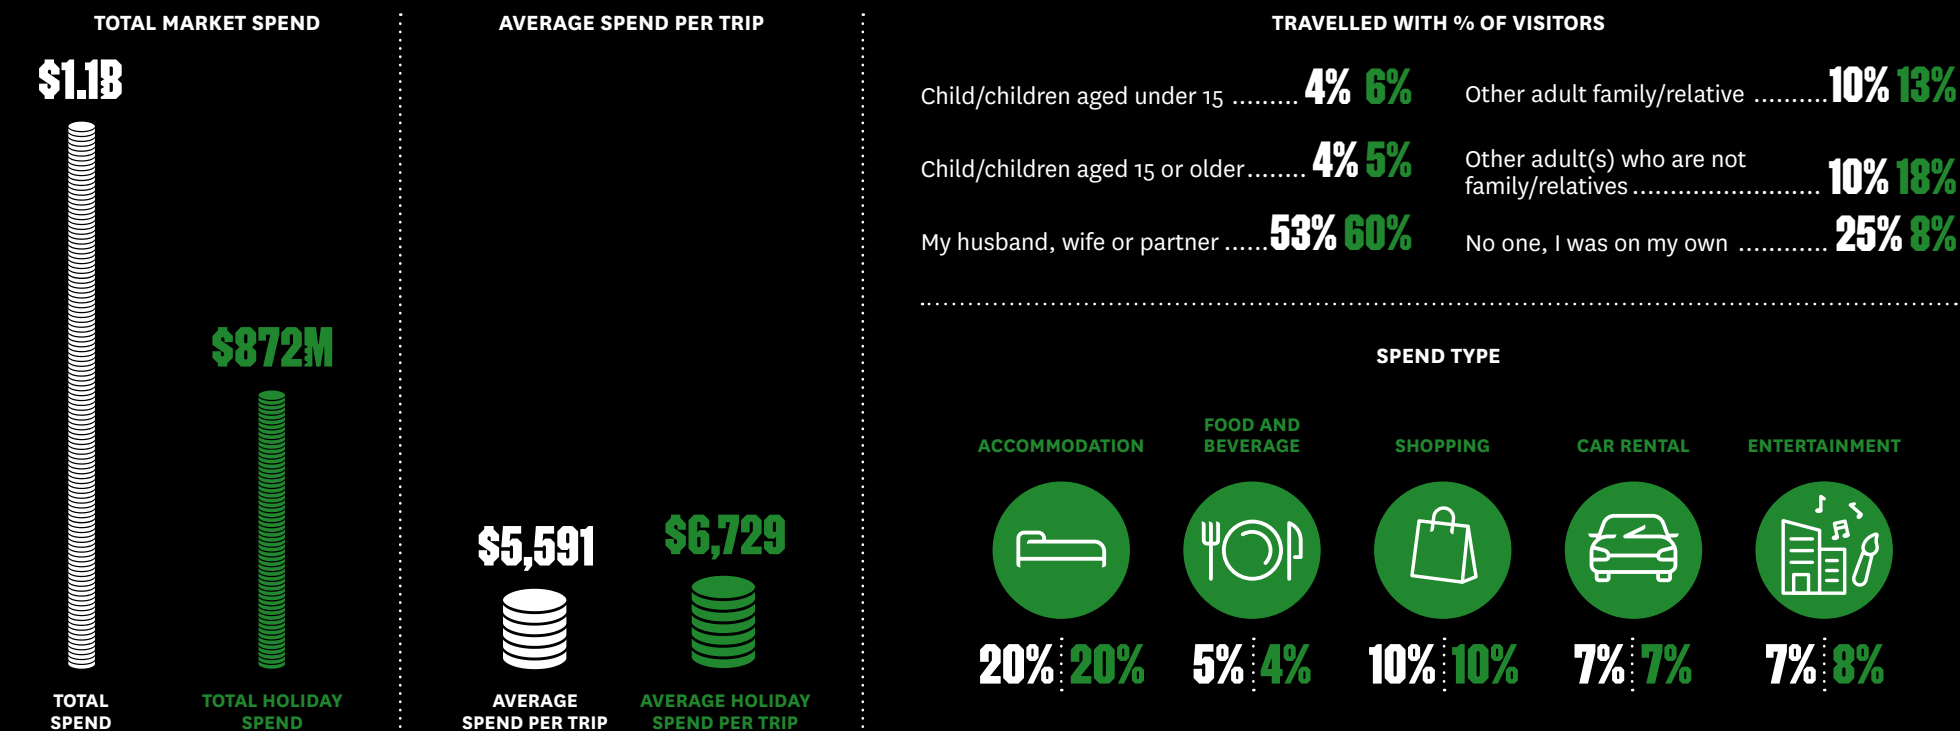 TOTAL MARKET SPEND
$1.1B
$872M
TOTAL
SPEND
TOTAL HOLIDAY
SPEND
AVERAGE SPEND PER TRIP
$5,591
$6,729
AVERAGE
SPEND PER TRIP
AVERAGE HOLIDAY
SPEND PER TRIP
TRAVELLED WITH % OF VISITORS
Child/children aged under 15 ......... 4% 6%
Child/children aged 15 or older........ 4% 5%
My husband, wife or partner ...... 53% 60%
Other adult family/relative .......... 10% 13%
Other adult(s) who are not
family/relatives......................... 10% 18%
No one, I was on my own ............ 25% 8%
SPEND TYPE
ACCOMMODATION
20% 20%
FOOD AND
BEVERAGE
5% 4%
SHOPPING
10% 10%
CAR RENTAL
7% 7%
ENTERTAINMENT
7% 8%